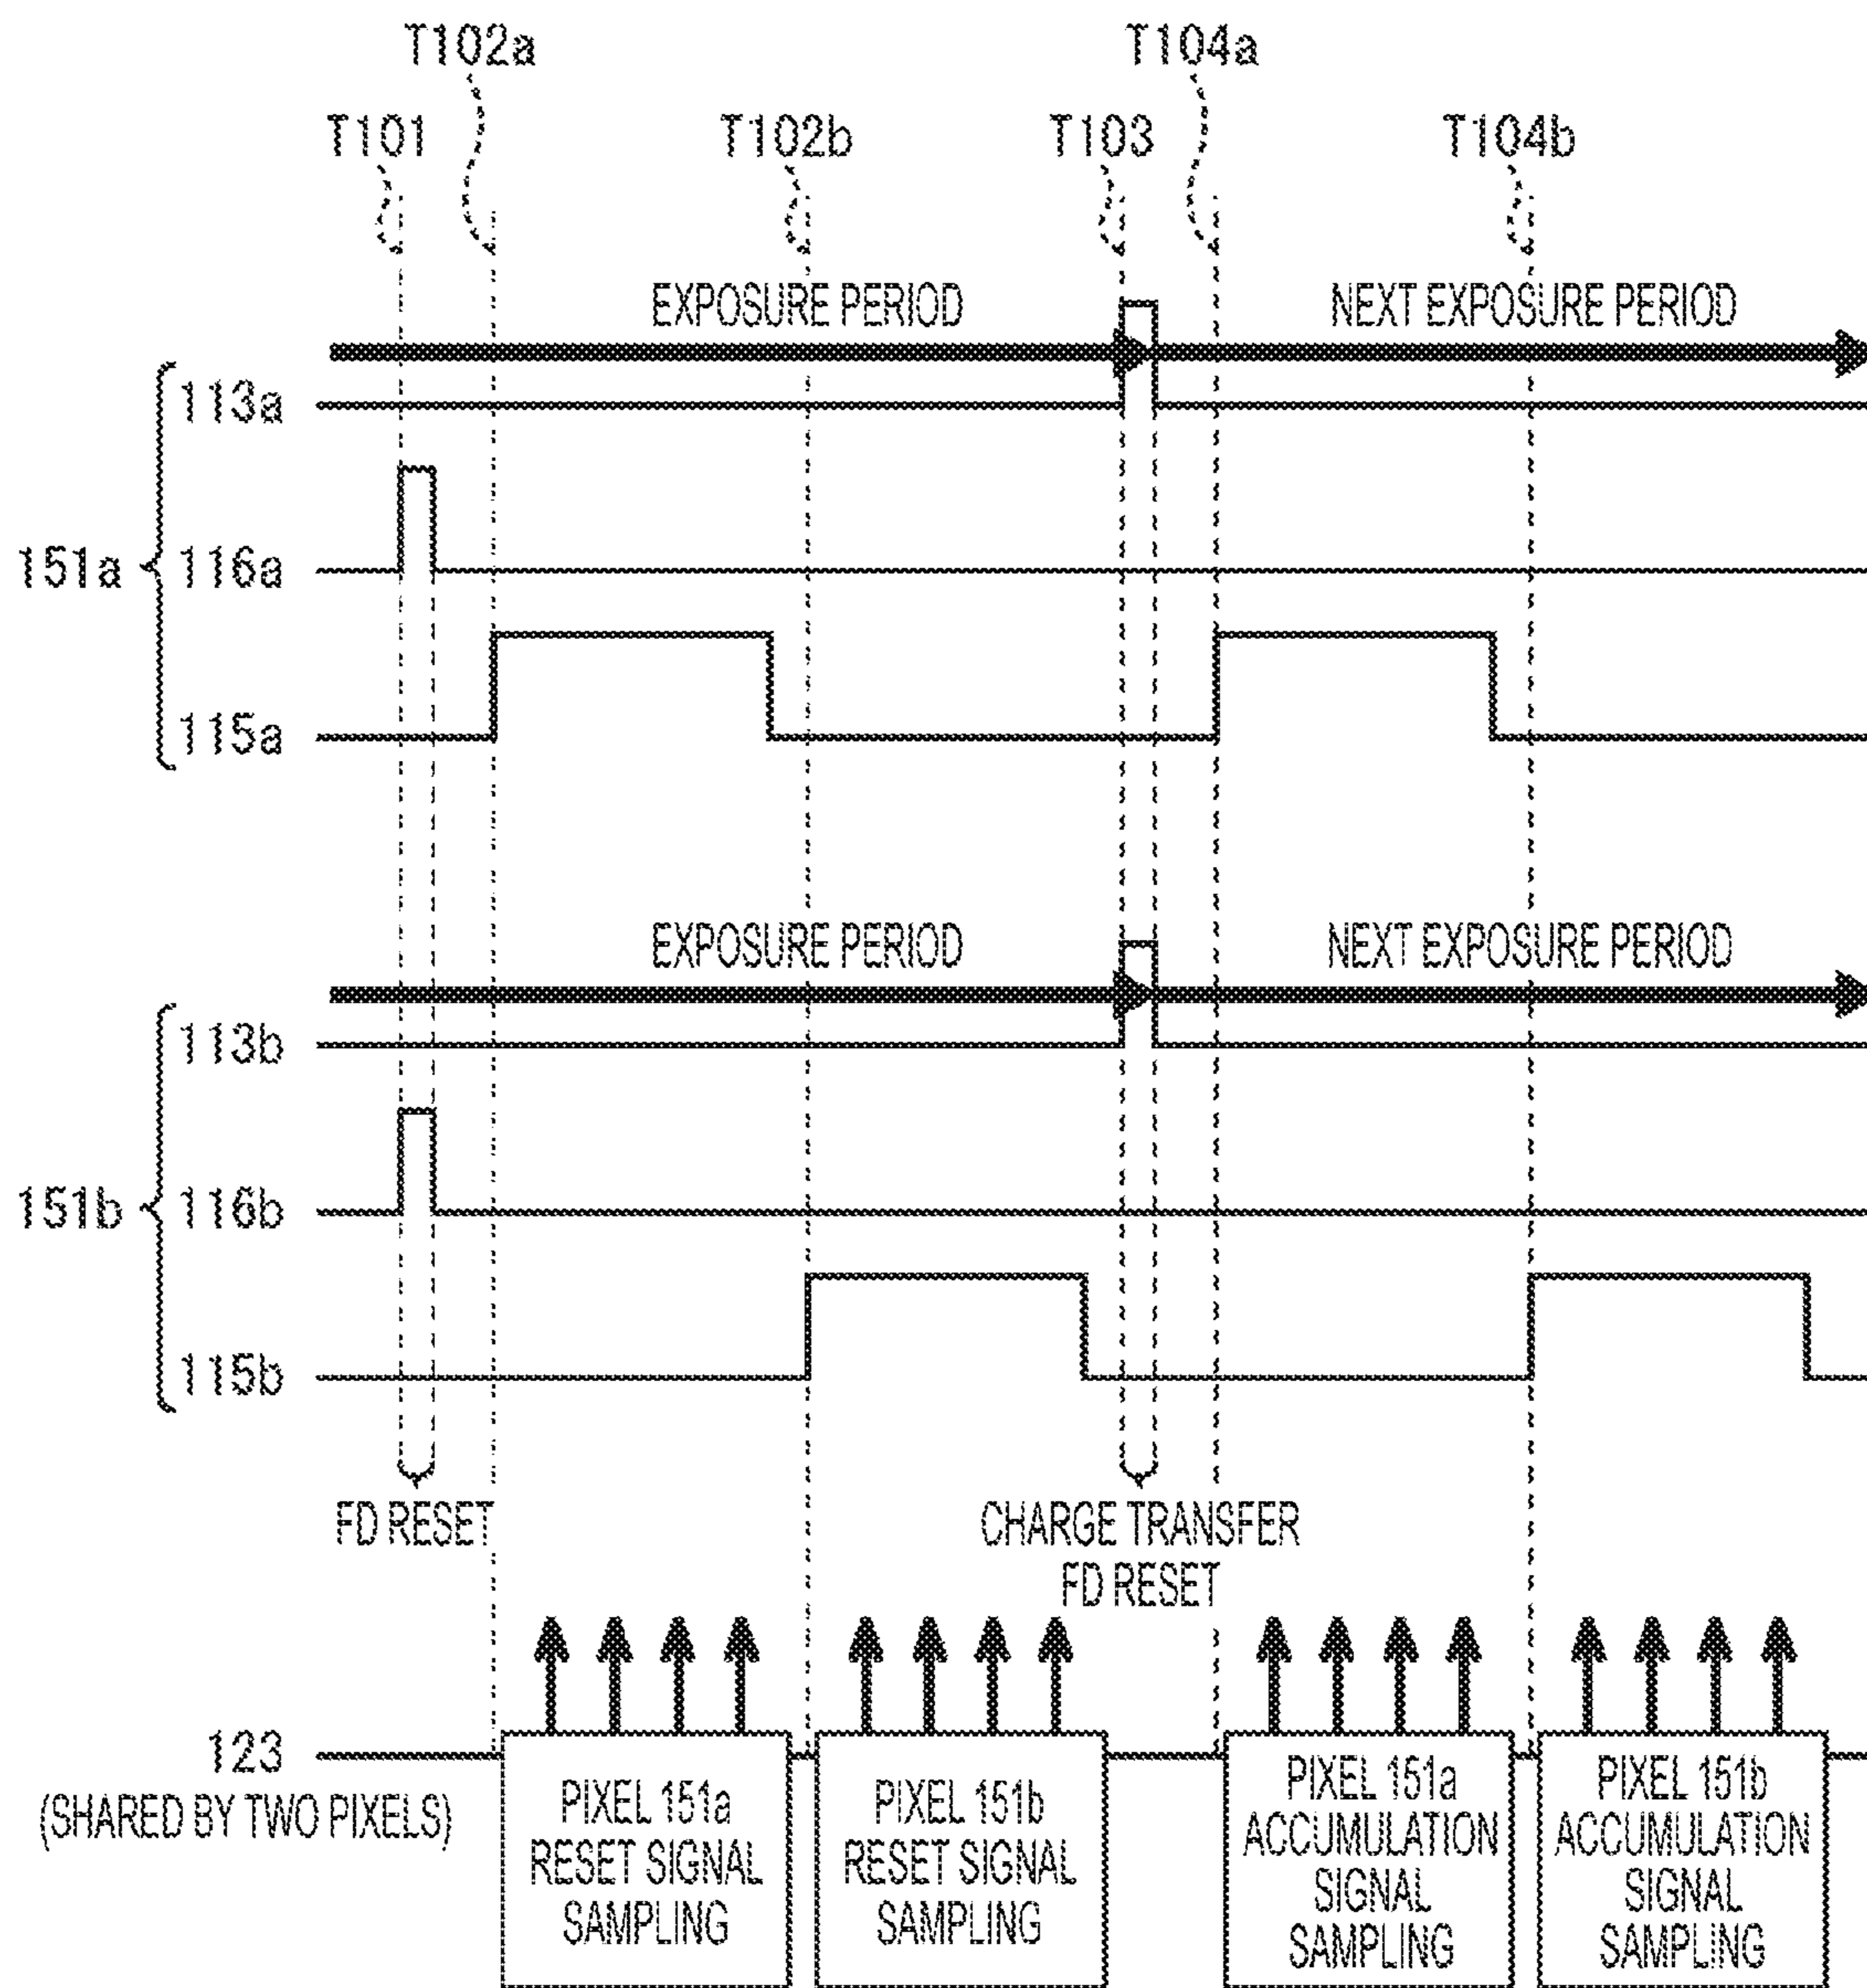 T102a T104a
T101 T102b T103 T104b
EXPOSURE PERIOD NEXT EXPOSURE PERIOD
113a
151a 116a
115a
EXPOSURE PERIOD NEXT EXPOSURE PERIOD
113b
151b 116b
115b
FD RESET CHARGE TRANSFER
FD RESET
123
(SHARED BY TWO PIXELS)
PIXEL 151a
RESET SIGNAL
SAMPLING
PIXEL 151b
RESET SIGNAL
SAMPLING
PIXEL 151a
ACCUMULATION
SIGNAL
SAMPLING
PIXEL 151b
ACCUMULATION
SIGNAL
SAMPLING